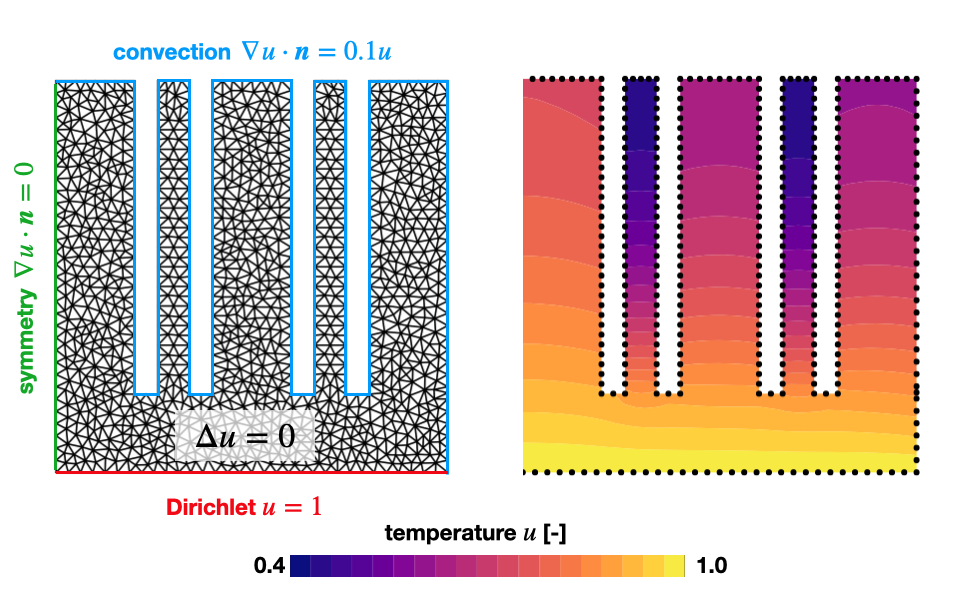 convection ∇u · n = 0.1u
symmetry ∇u · n = 0
Δu = 0
Dirichlet u = 1
temperature u [-]
0.4
1.0